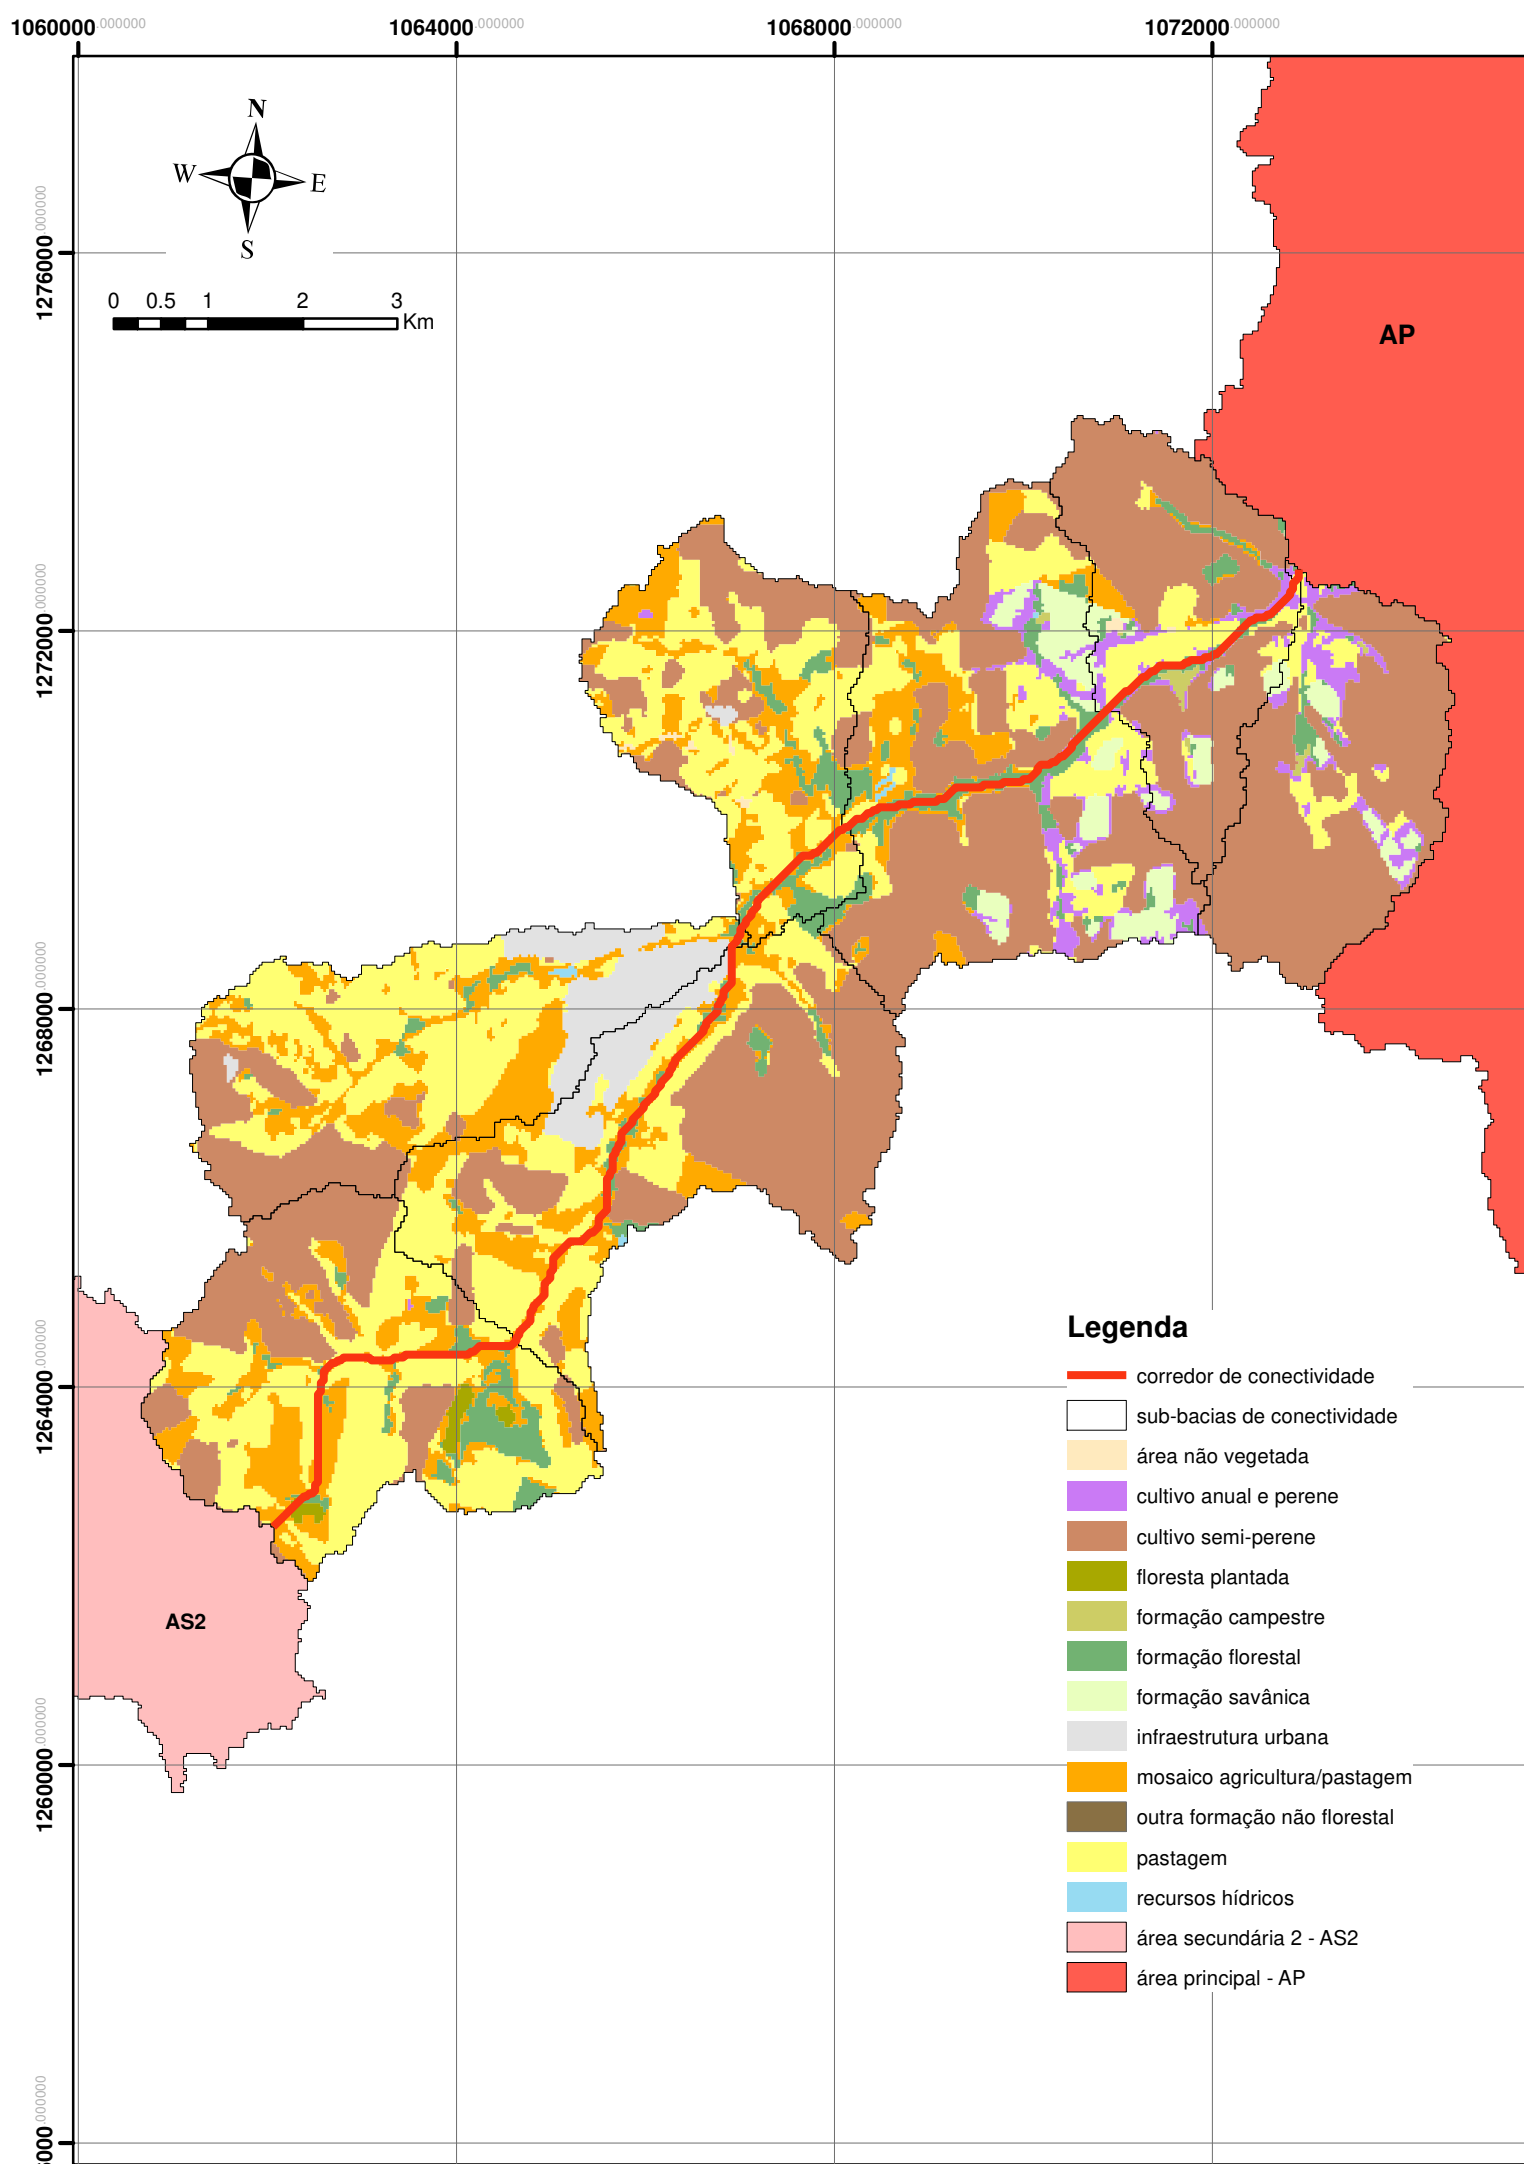 1060000.000000 1064000.000000 1068000.000000 1072000.000000
N
W E
S
0 0.5 1 2 3
Km
1276000.000000
1272000.000000
1268000.000000
1264000.000000
1260000.000000
000.000000
AP
AS2
Legenda
corredor de conectividade
sub-bacias de conectividade
área não vegetada
cultivo anual e perene
cultivo semi-perene
floresta plantada
formação campestre
formação florestal
formação savânica
infraestrutura urbana
mosaico agricultura/pastagem
outra formação não florestal
pastagem
recursos hídricos
área secundária 2 - AS2
área principal - AP